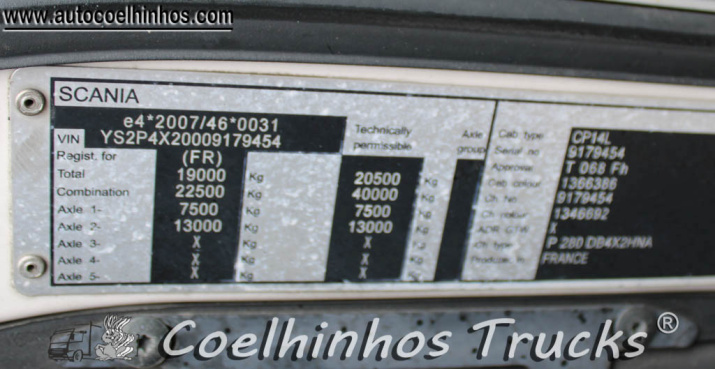 www.autocoelhinhos.com
SCANIA
e4*2007/46*0031
VIN YS2P4X20009179454
Regist. for (FR)
Technically permissible
Axle group
Total 19000 Kg 20500 Kg
Combination 22500 Kg 40000 Kg
Axle 1- 7500 Kg 7500 Kg
Axle 2- 13000 Kg 13000 Kg
Axle 3- X Kg X Kg
Axle 4- X Kg X Kg
Axle 5- X Kg X Kg
Cab type CP14L
Serial no 9179454
Approval T 068 Fh
Cab colour 1366386
Ch. No. 9179454
Ch colour 1346692
ADR GTW X
Ch type P 280 DB4X2HNA
Produced in FRANCE
Coelhinhos Trucks ®